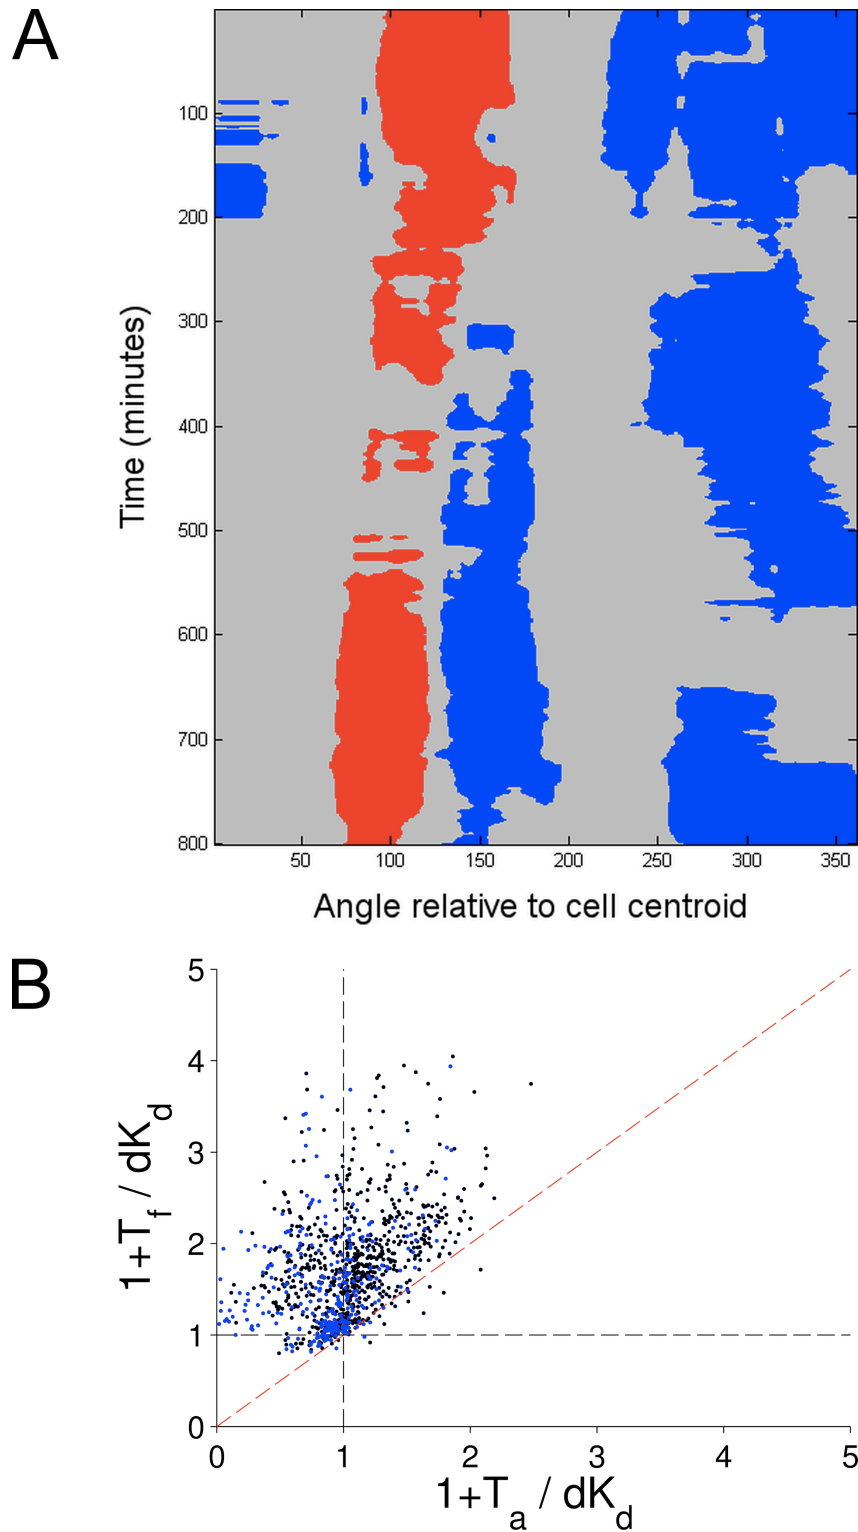 A
100
200
300
400
500
600
700
800
Time (minutes)
50 100 150 200 250 300 350
Angle relative to cell centroid
B
5
4
3
2
1
0
1+T_f / dK_d
0 1 2 3 4 5
1+T_a / dK_d